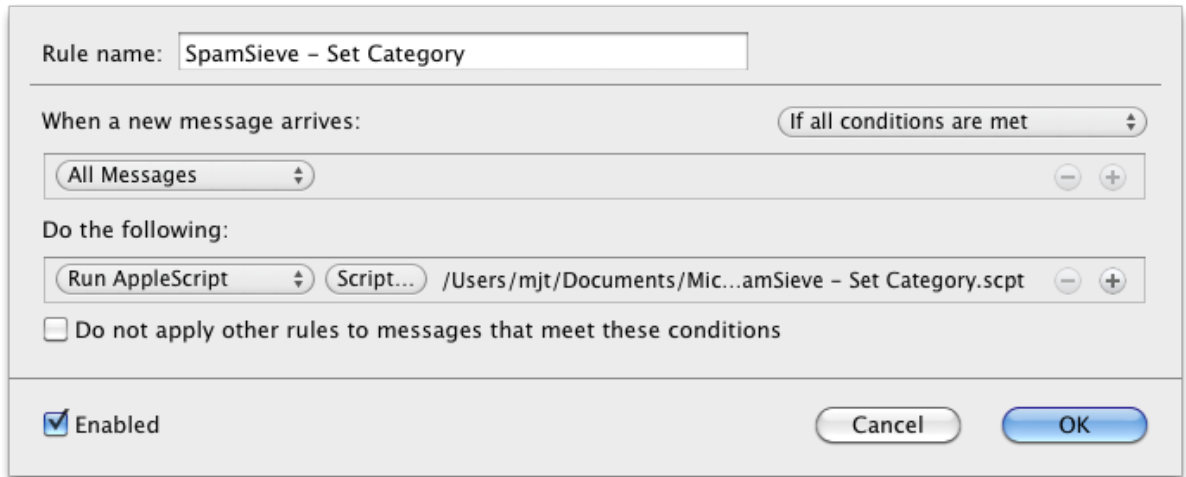 Rule name: SpamSieve – Set Category
When a new message arrives: If all conditions are met
All Messages
Do the following:
Run AppleScript Script... /Users/mjt/Documents/Mic...amSieve – Set Category.scpt
Do not apply other rules to messages that meet these conditions
Enabled Cancel OK